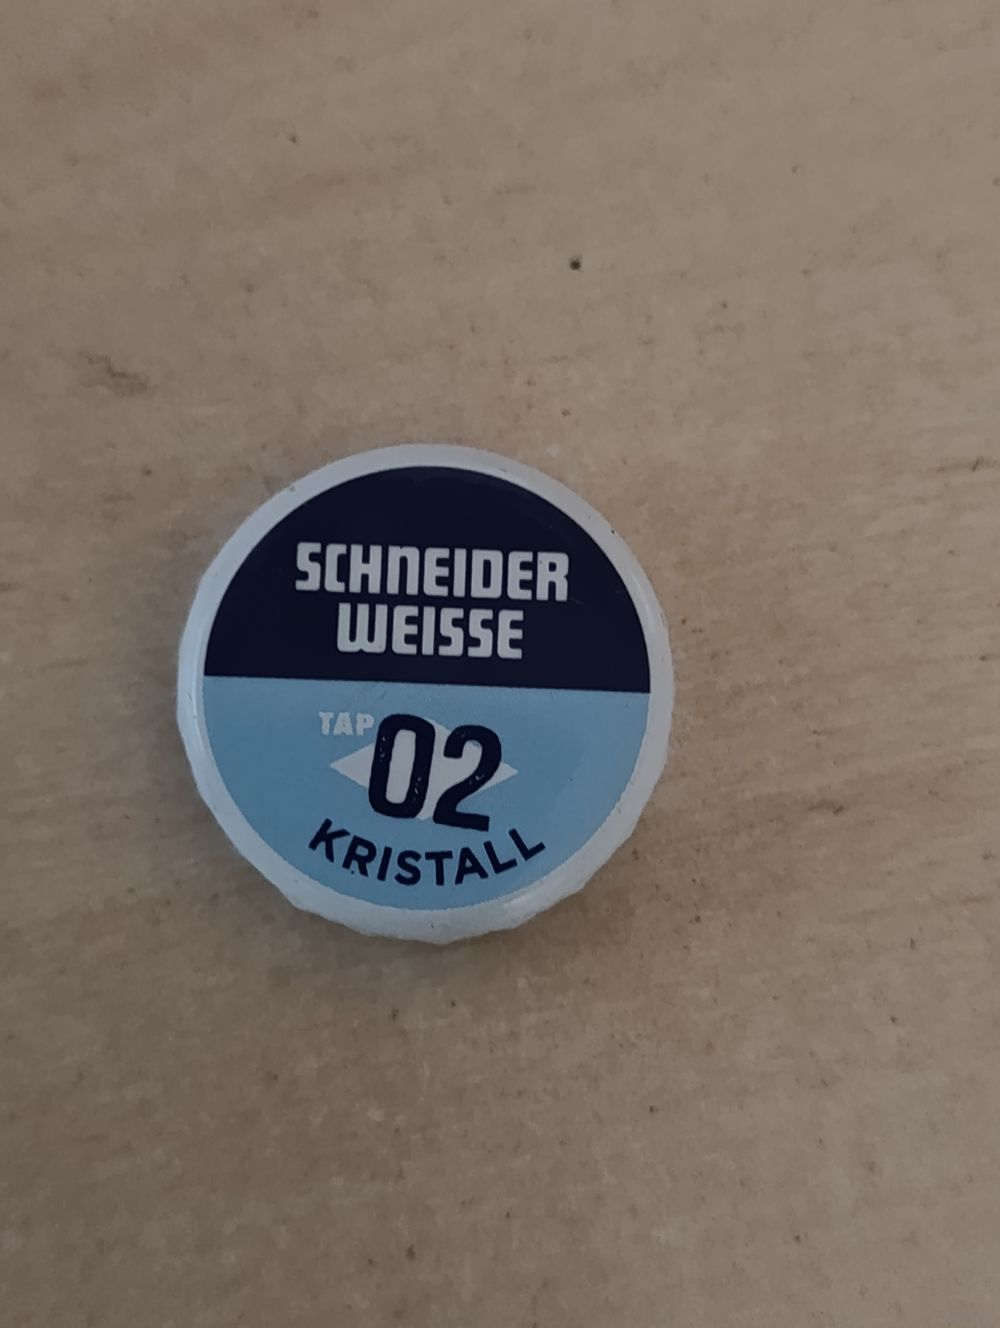 SCHNEIDER
WEISSE
TAP 02
KRISTALL